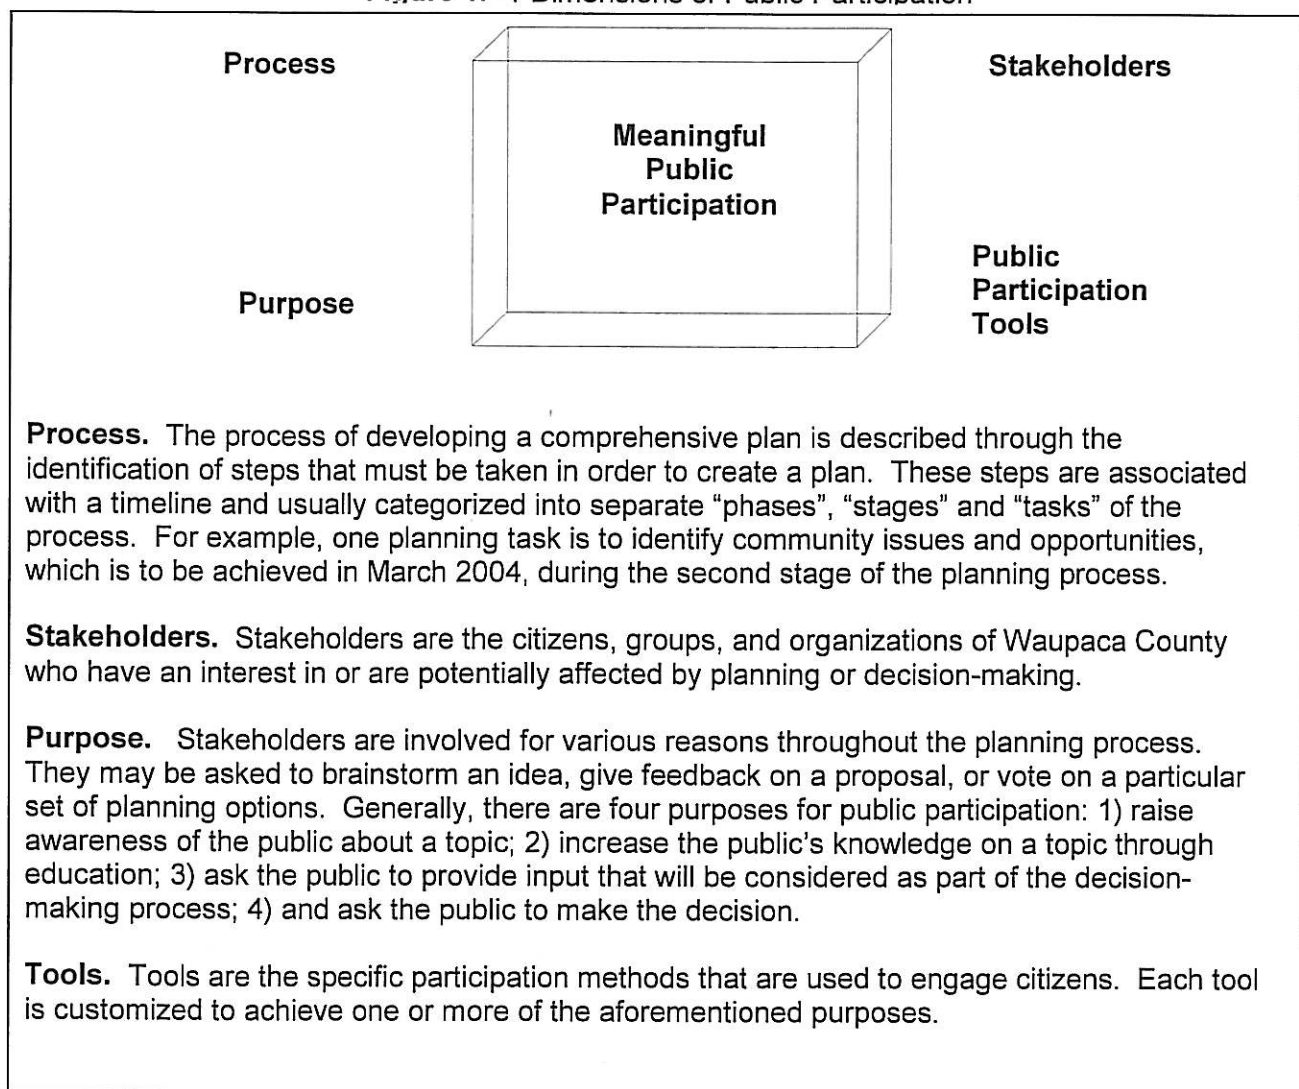 Process
Stakeholders
Meaningful
Public
Participation
Public
Participation
Tools
Purpose
Process. The process of developing a comprehensive plan is described through the
identification of steps that must be taken in order to create a plan. These steps are associated
with a timeline and usually categorized into separate “phases”, “stages” and “tasks” of the
process. For example, one planning task is to identify community issues and opportunities,
which is to be achieved in March 2004, during the second stage of the planning process.
Stakeholders. Stakeholders are the citizens, groups, and organizations of Waupaca County
who have an interest in or are potentially affected by planning or decision-making.
Purpose. Stakeholders are involved for various reasons throughout the planning process.
They may be asked to brainstorm an idea, give feedback on a proposal, or vote on a particular
set of planning options. Generally, there are four purposes for public participation: 1) raise
awareness of the public about a topic; 2) increase the public’s knowledge on a topic through
education; 3) ask the public to provide input that will be considered as part of the decision-
making process; 4) and ask the public to make the decision.
Tools. Tools are the specific participation methods that are used to engage citizens. Each tool
is customized to achieve one or more of the aforementioned purposes.